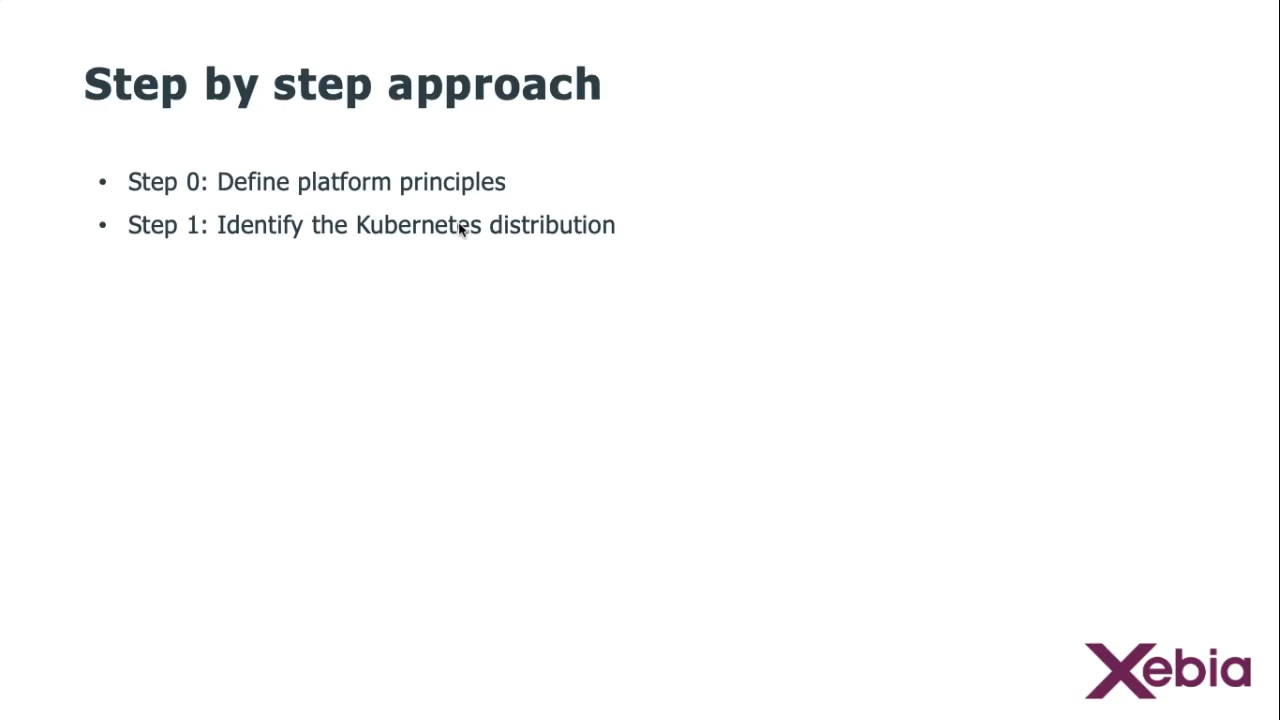 Step by step approach
• Step 0: Define platform principles
• Step 1: Identify the Kubernetes distribution
Xebia